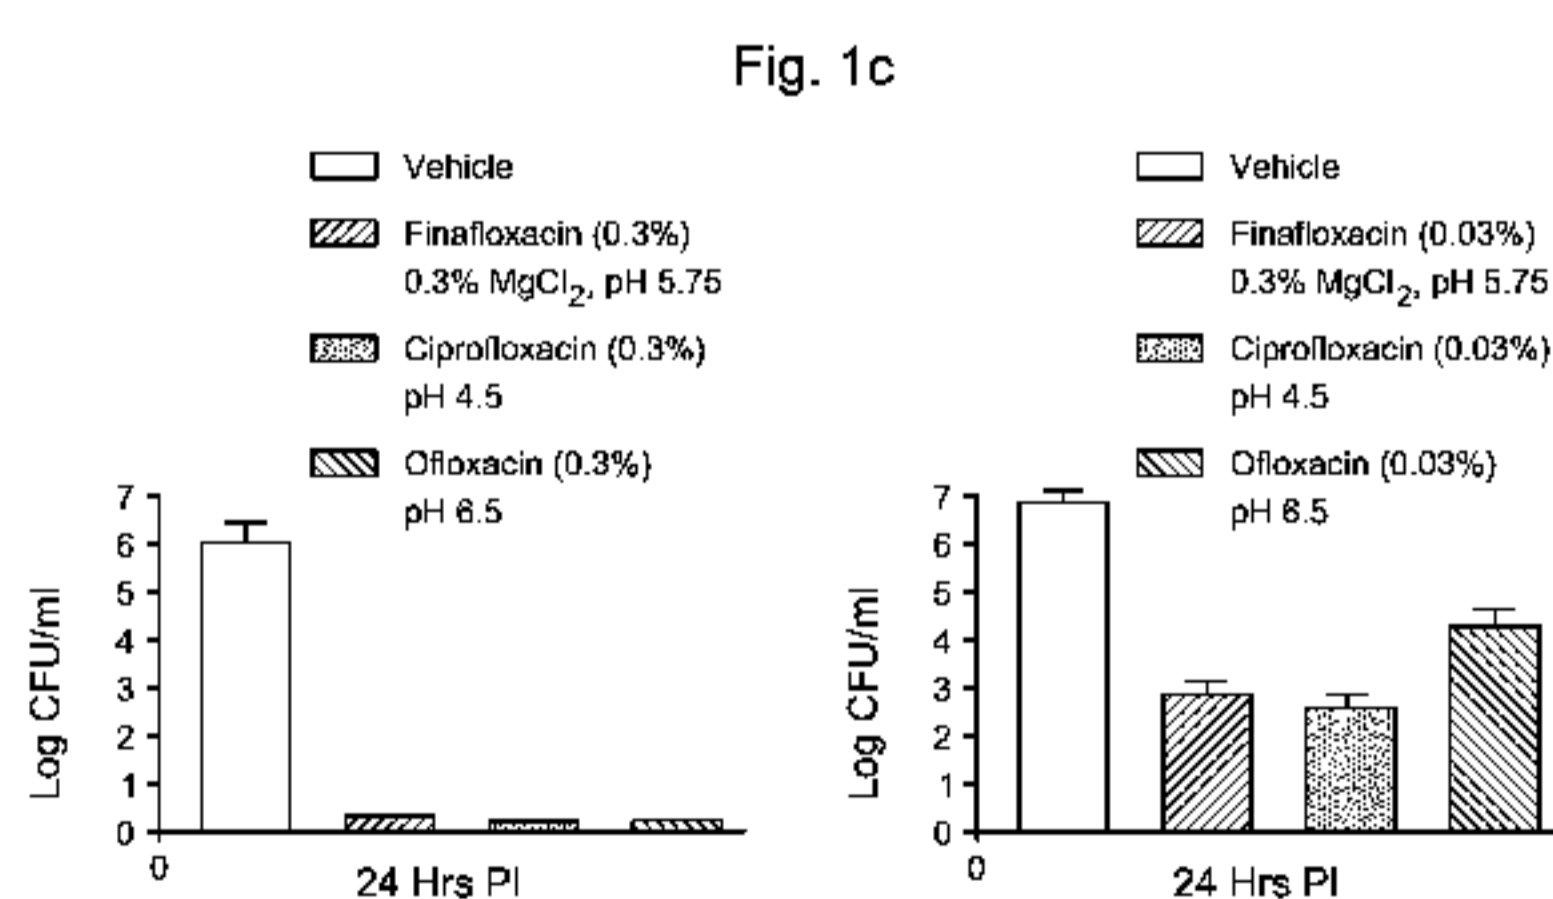 Fig. 1c
Vehicle
Finafloxacin (0.3%)
0.3% MgCl2, pH 5.75
Ciprofloxacin (0.3%)
pH 4.5
Ofloxacin (0.3%)
pH 6.5
7
6
5
4
3
2
1
0
Log CFU/ml
0
24 Hrs PI
Vehicle
Finafloxacin (0.03%)
0.3% MgCl2, pH 5.75
Ciprofloxacin (0.03%)
pH 4.5
Ofloxacin (0.03%)
pH 6.5
7
6
5
4
3
2
1
0
Log CFU/ml
0
24 Hrs PI